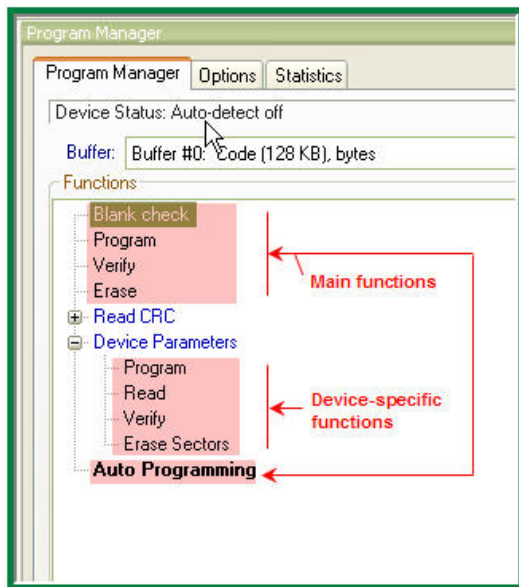 Program Manager
Program Manager Options Statistics
Device Status: Auto-detect off
Buffer: Buffer #0: Code (128 KB), bytes
Functions
Blank check
Program
Verify
Erase
Main functions
Read CRC
Device Parameters
Program
Read
Verify
Erase Sectors
Device-specific
functions
Auto Programming